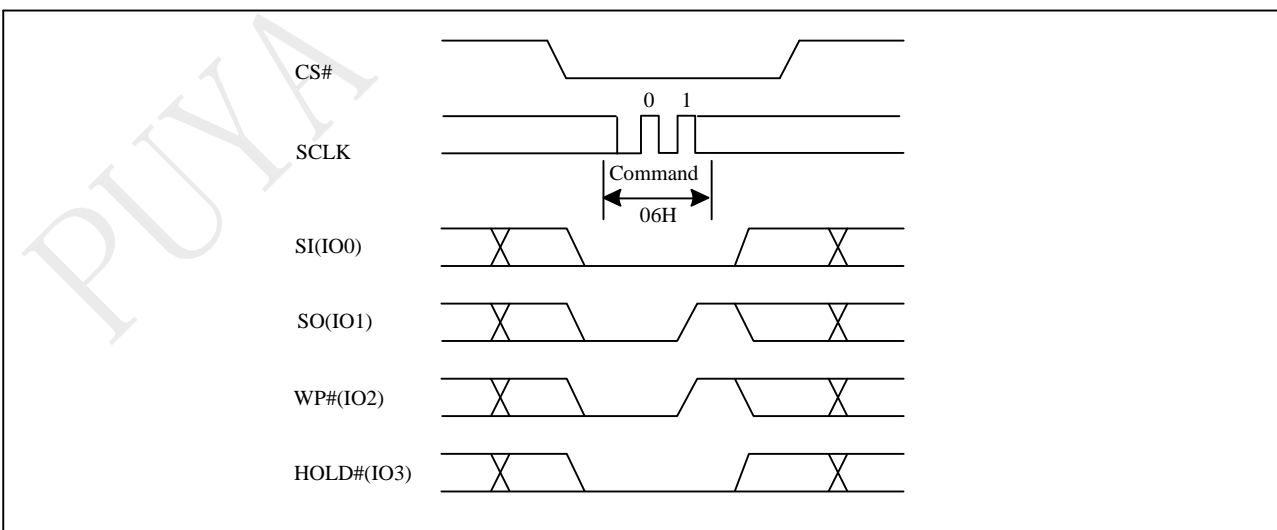 PUYA
CS#
0 1
SCLK
Command
06H
SI(IO0)
SO(IO1)
WP#(IO2)
HOLD#(IO3)